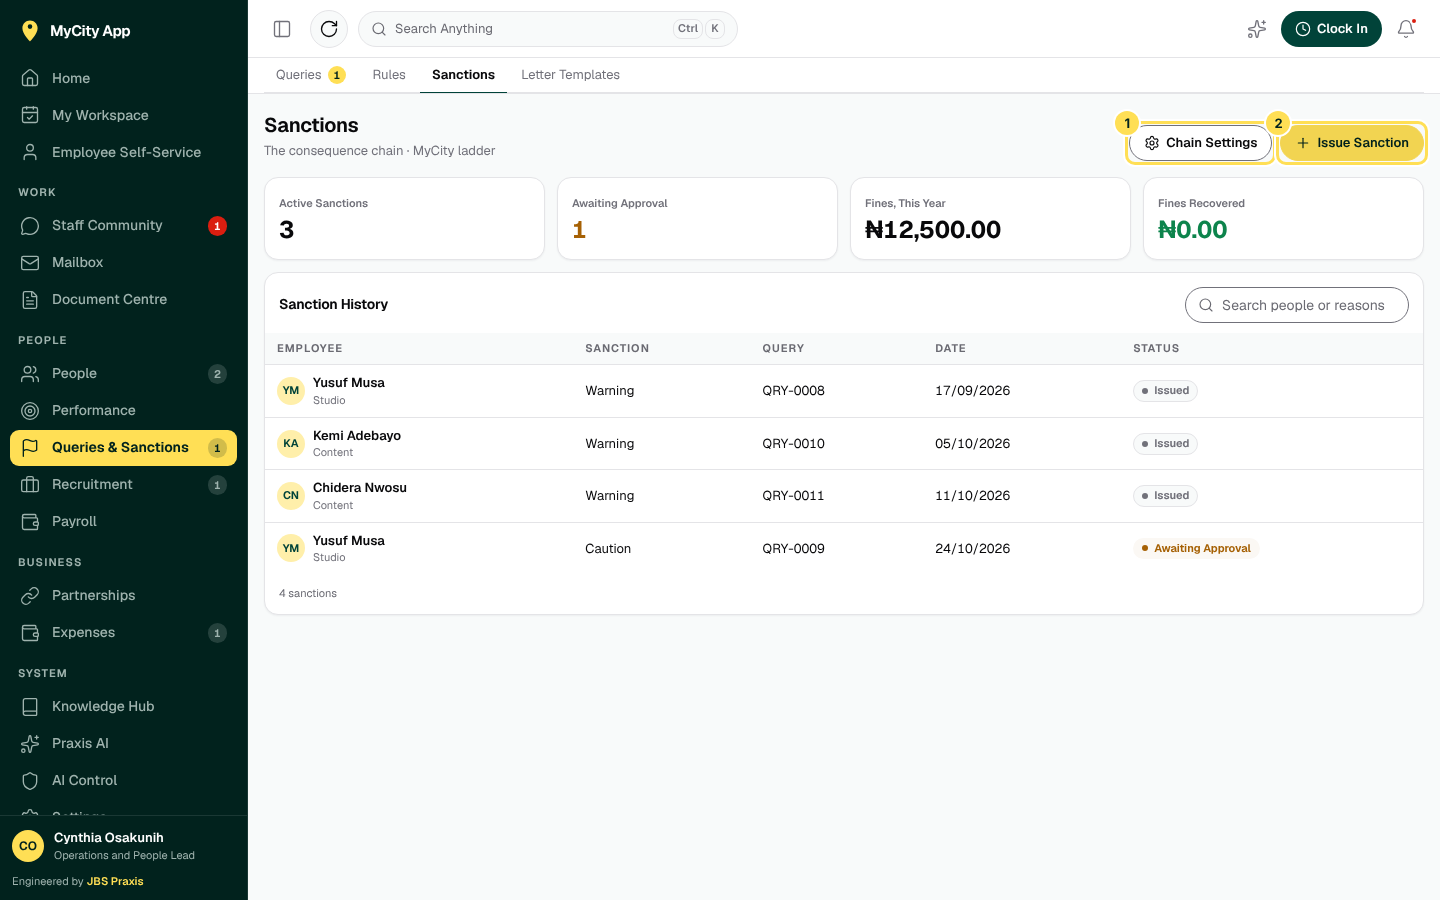 MyCity App
Home
My Workspace
Employee Self-Service
WORK
Staff Community 1
Mailbox
Document Centre
PEOPLE
People 2
Performance
Queries & Sanctions 1
Recruitment 1
Payroll
BUSINESS
Partnerships
Expenses 1
SYSTEM
Knowledge Hub
Praxis AI
AI Control
CO
Cynthia Osakunih
Operations and People Lead
Engineered by JBS Praxis
Search Anything Ctrl K
Clock In
Queries 1 Rules Sanctions Letter Templates
Sanctions
The consequence chain · MyCity ladder
1 Chain Settings
2 Issue Sanction
Active Sanctions
3
Awaiting Approval
1
Fines, This Year
₦12,500.00
Fines Recovered
₦0.00
Sanction History
Search people or reasons
EMPLOYEE SANCTION QUERY DATE STATUS
YM Yusuf Musa Studio Warning QRY-0008 17/09/2026 Issued
KA Kemi Adebayo Content Warning QRY-0010 05/10/2026 Issued
CN Chidera Nwosu Content Warning QRY-0011 11/10/2026 Issued
YM Yusuf Musa Studio Caution QRY-0009 24/10/2026 Awaiting Approval
4 sanctions